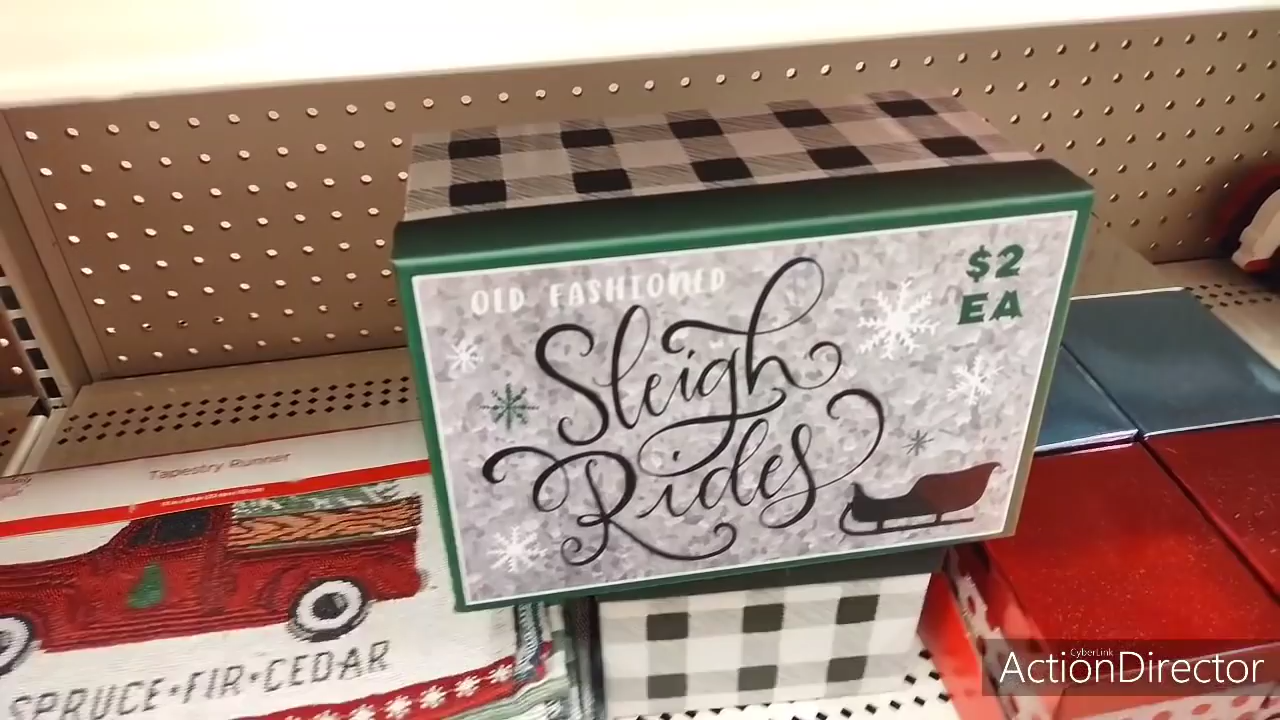 OLD FASHIONED
Sleigh
Rides
$2
EA
Tapestry Runner
SPRUCE•FIR•CEDAR
CyberLink
ActionDirector